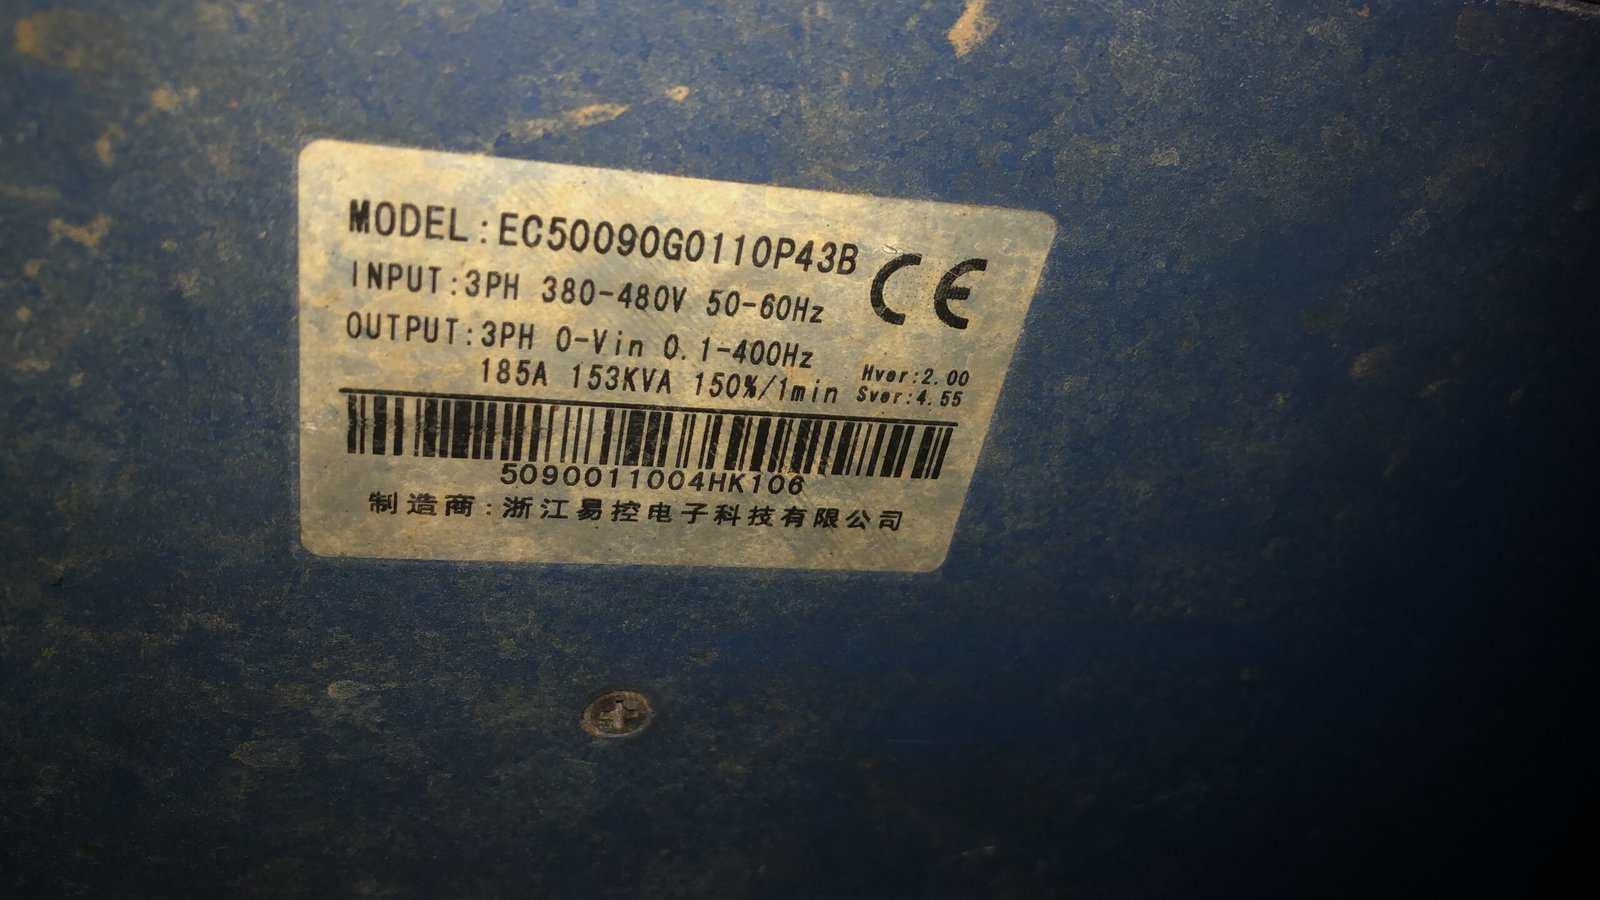 MODEL:EC50090G0110P43B
CE
INPUT:3PH 380-480V 50-60Hz
OUTPUT:3PH 0-Vin 0.1-400Hz
185A 153KVA 150%/1min
Hver:2.00
Sver:4.55
5090011004HK106
制造商:浙江易控电子科技有限公司